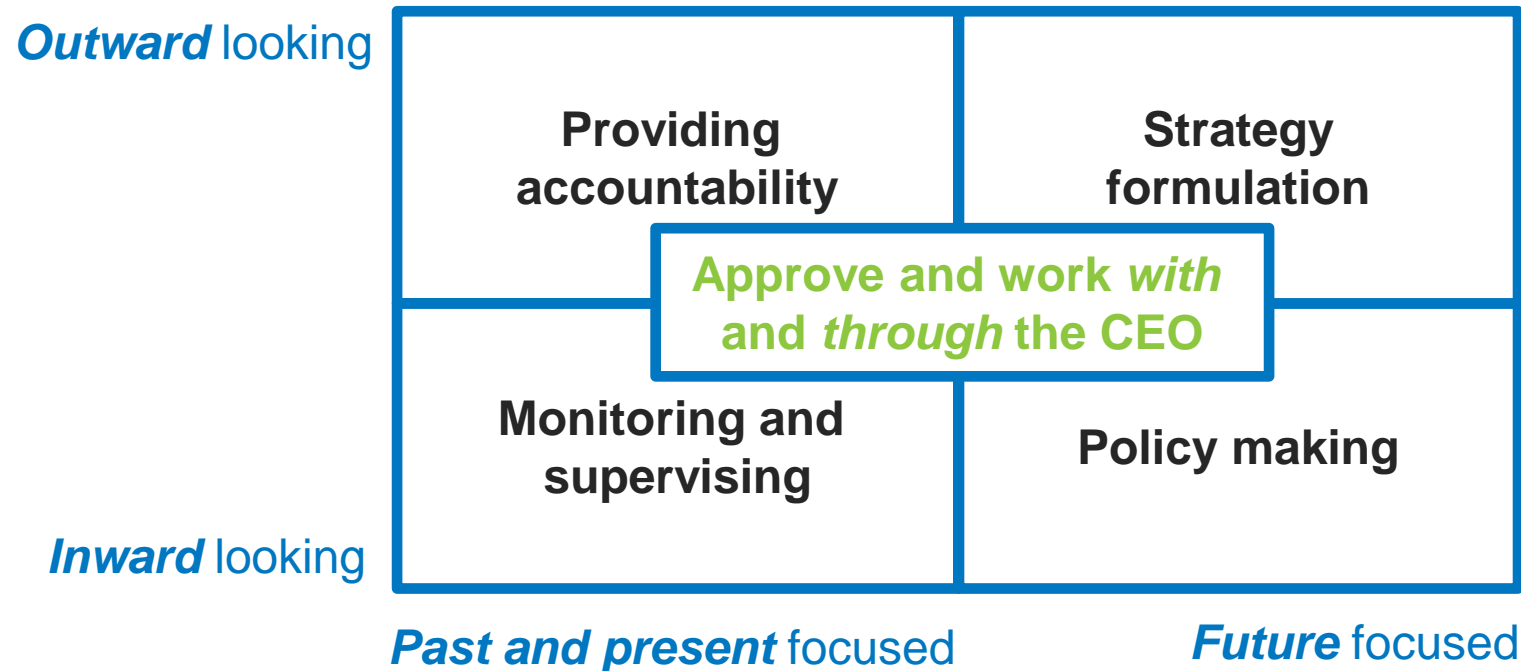 Outward looking
Providing
accountability
Strategy
formulation
Approve and work with
and through the CEO
Monitoring and
supervising
Policy making
Inward looking
Past and present focused
Future focused